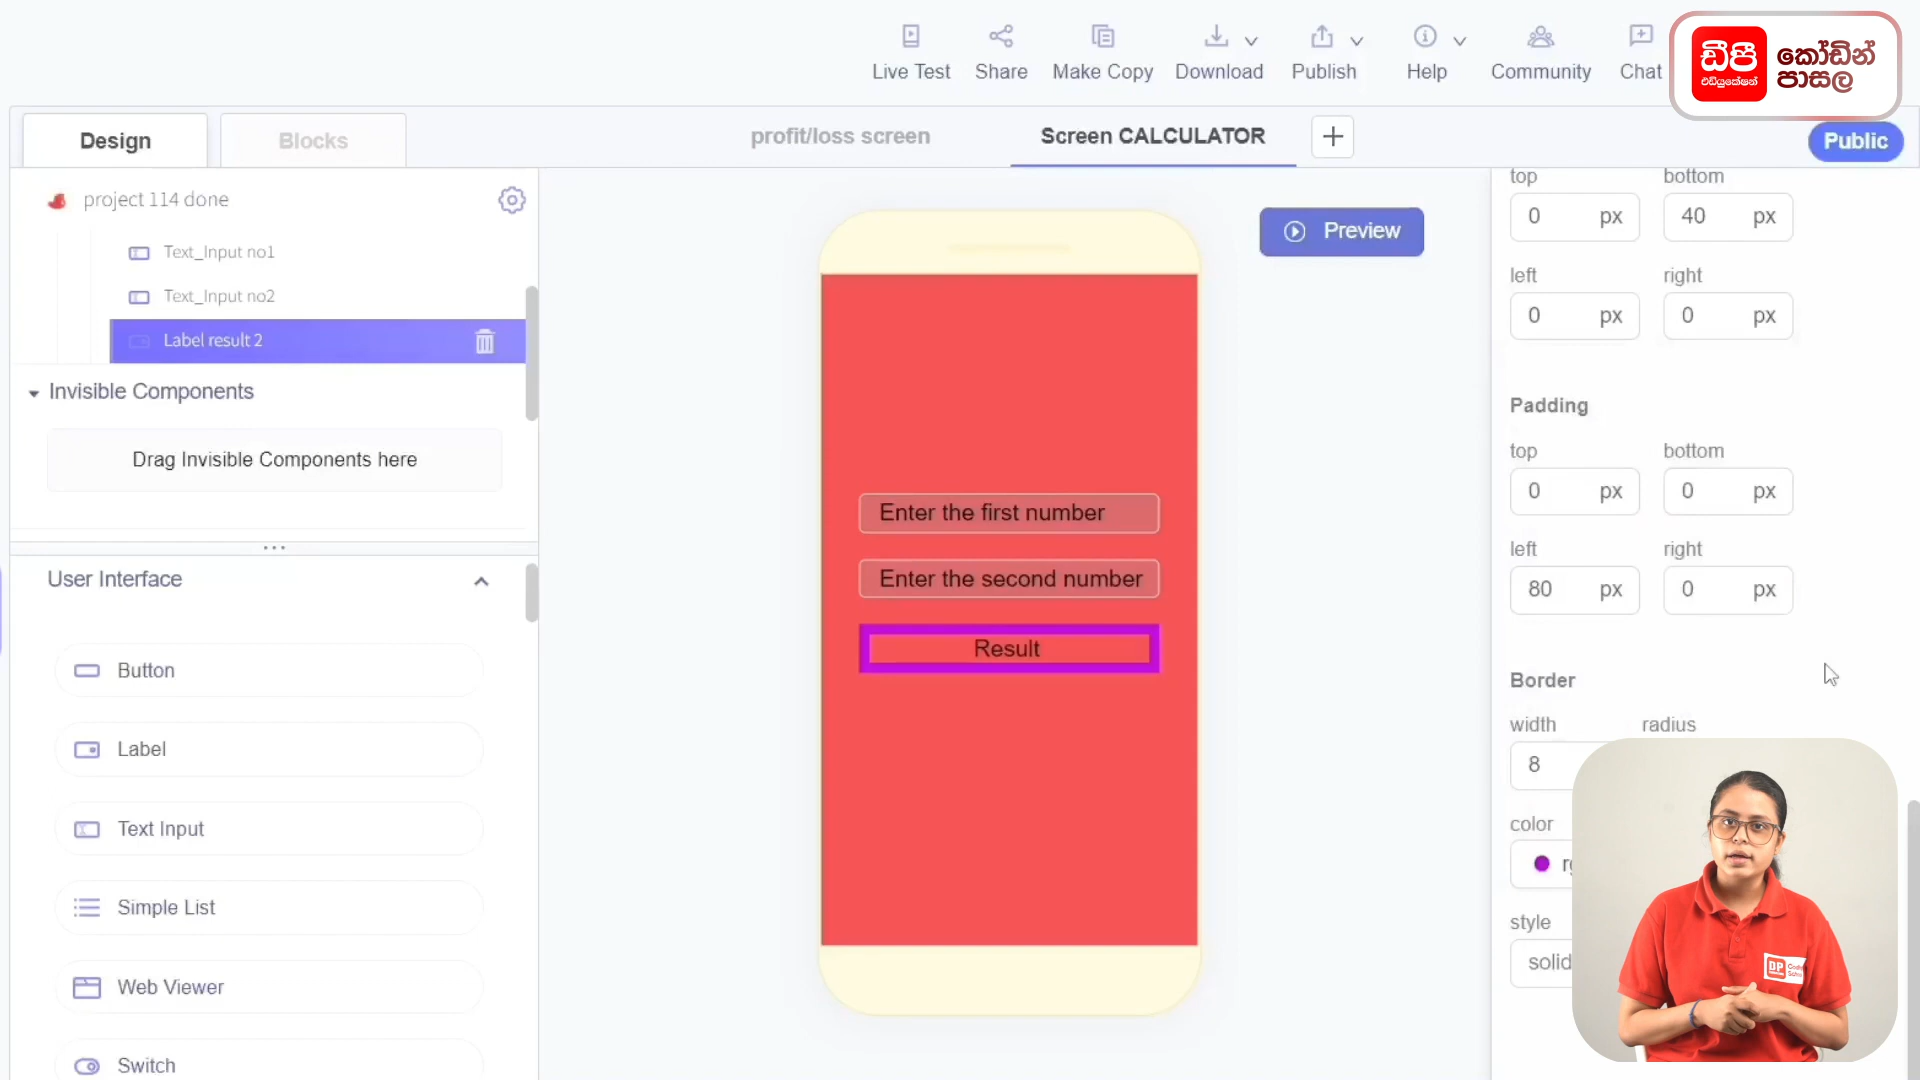 Live Test
Share
Make Copy
Download
Publish
Help
Community
Chat
ඩීපී
එඩියුකේෂන්
කෝඩින්
පාසල
Design
Blocks
profit/loss screen
Screen CALCULATOR
Public
project 114 done
Text_Input no1
Text_Input no2
Label result 2
Invisible Components
Drag Invisible Components here
User Interface
Button
Label
Text Input
Simple List
Web Viewer
Switch
Preview
Enter the first number
Enter the second number
Result
top
bottom
0 px
40 px
left
right
0 px
0 px
Padding
top
bottom
0 px
0 px
left
right
80 px
0 px
Border
width
radius
8
color
style
solid
DP